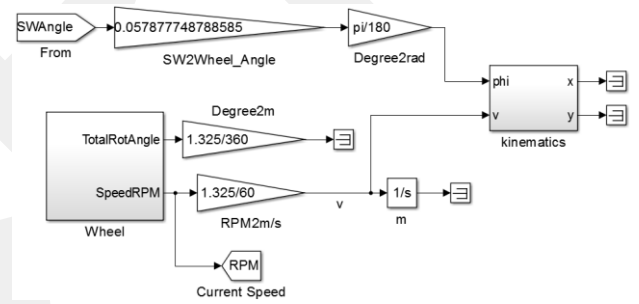 SWAngle
From
0.057877748788585
SW2Wheel_Angle
pi/180
Degree2rad
phi
v
x
y
kinematics
TotalRotAngle
SpeedRPM
Wheel
Degree2m
1.325/360
1.325/60
RPM2m/s
v
1/s
m
RPM
Current Speed